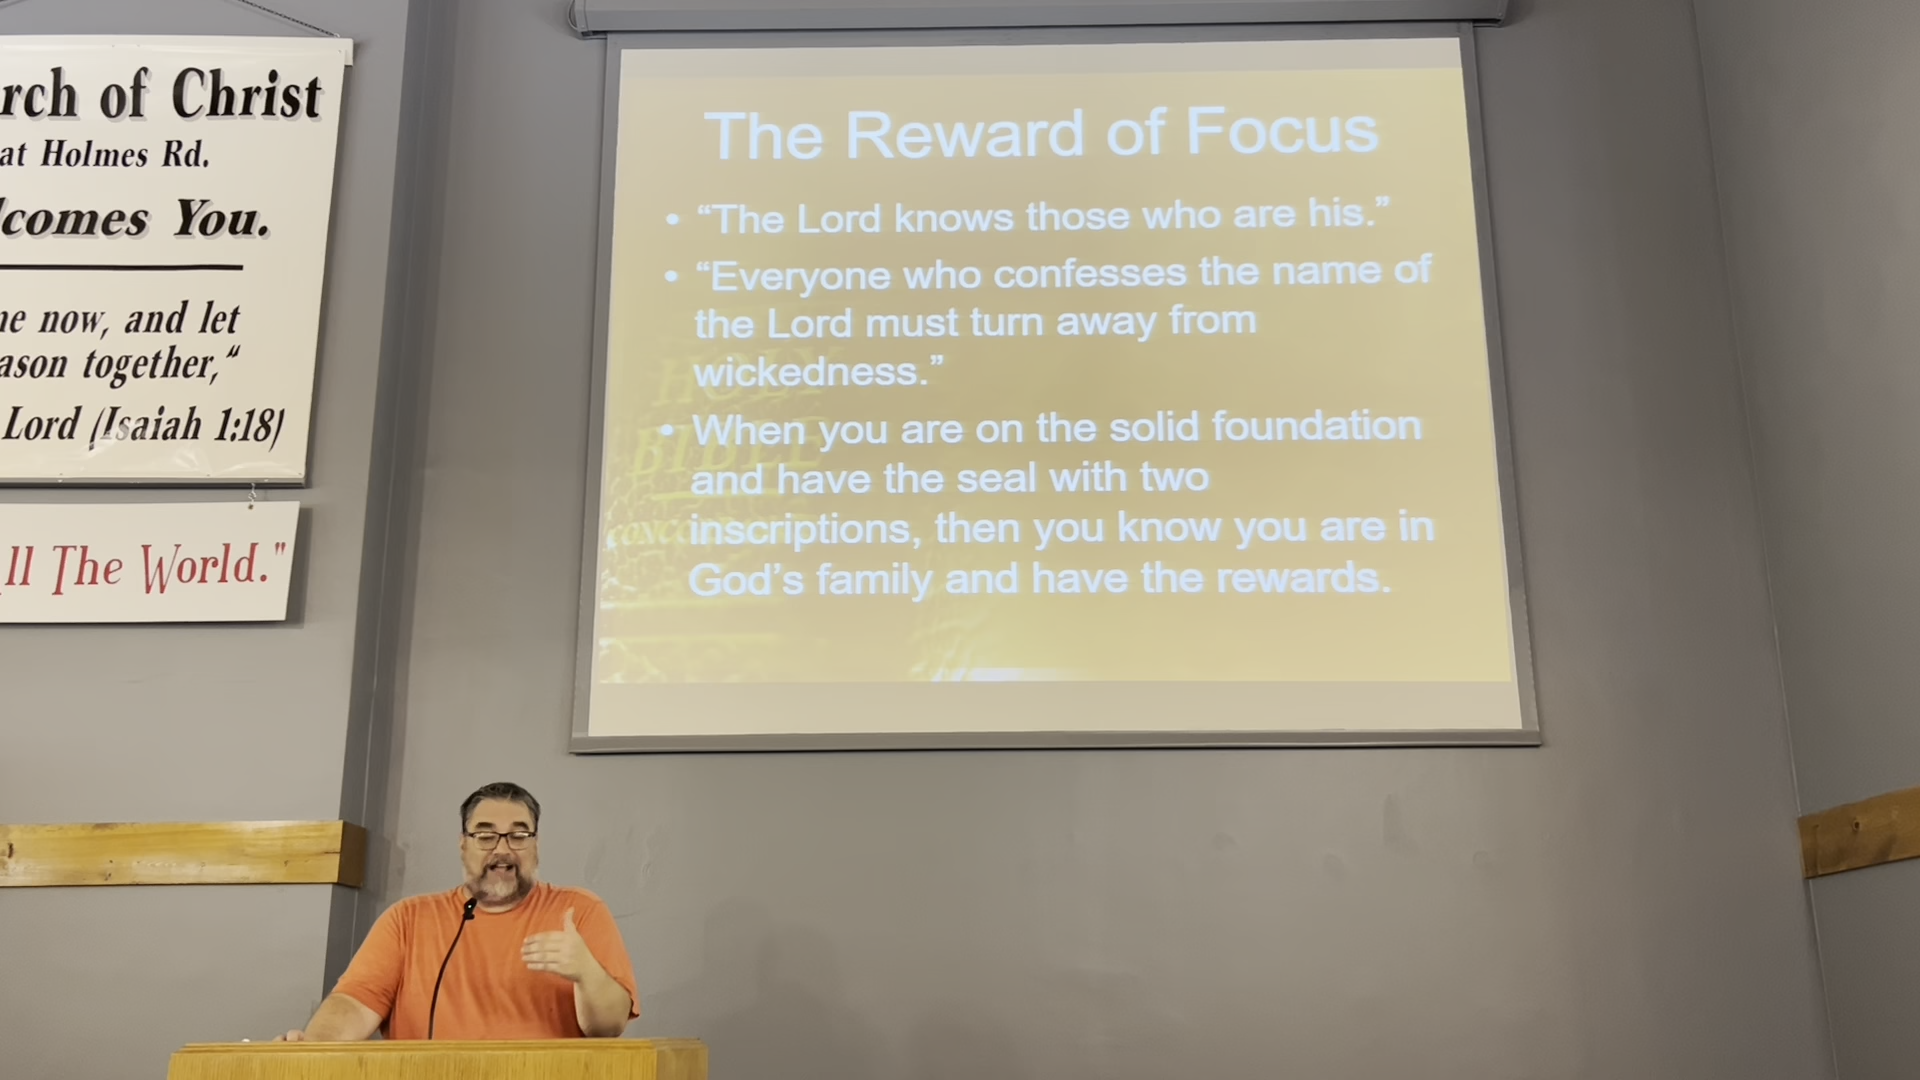 rch of Christ
at Holmes Rd.
lcomes You.
ne now, and let
ason together,"
Lord (Isaiah 1:18)
ll The World."
The Reward of Focus
• “The Lord knows those who are his.”
• “Everyone who confesses the name of
the Lord must turn away from
wickedness.”
• When you are on the solid foundation
and have the seal with two
inscriptions, then you know you are in
God’s family and have the rewards.
HOLY
BIBLE